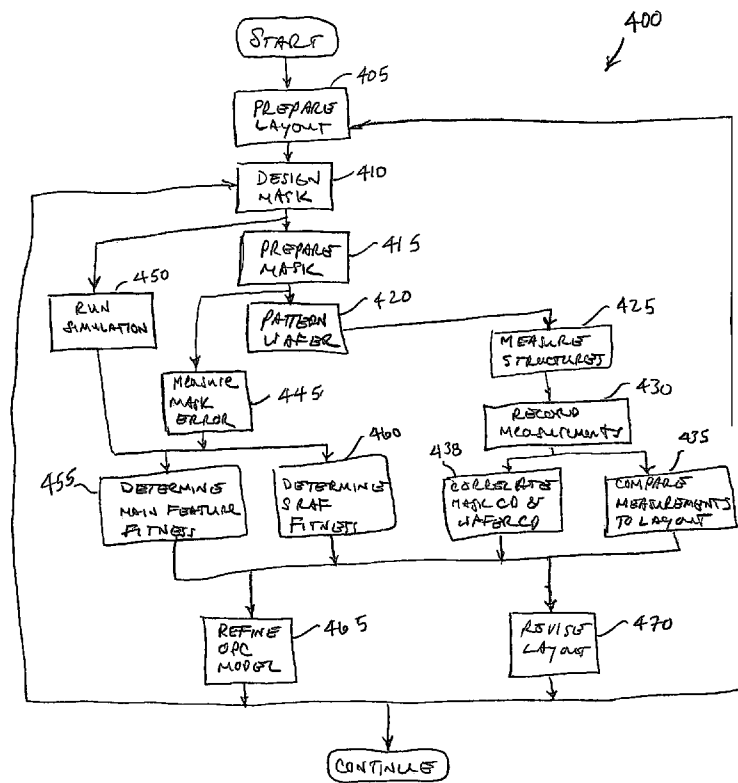 START
400
405
PREPARE
LAYOUT
DESIGN
MASK
410
PREPARE
MASK
415
450
RUN
SIMULATION
PATTERN
WAFER
420
425
MEASURE
STRUCTURES
MEASURE
MASK
ERROR
445
430
RECORD
MEASUREMENTS
455
DETERMINE
MAIN FEATURE
FITNESS
460
DETERMINE
SRAF
FITNESS
438
CORRELATE
MASK CD &
WAFER CD
435
COMPARE
MEASUREMENTS
TO LAYOUT
REFINE
OPC
MODEL
465
REVISE
LAYOUT
470
CONTINUE